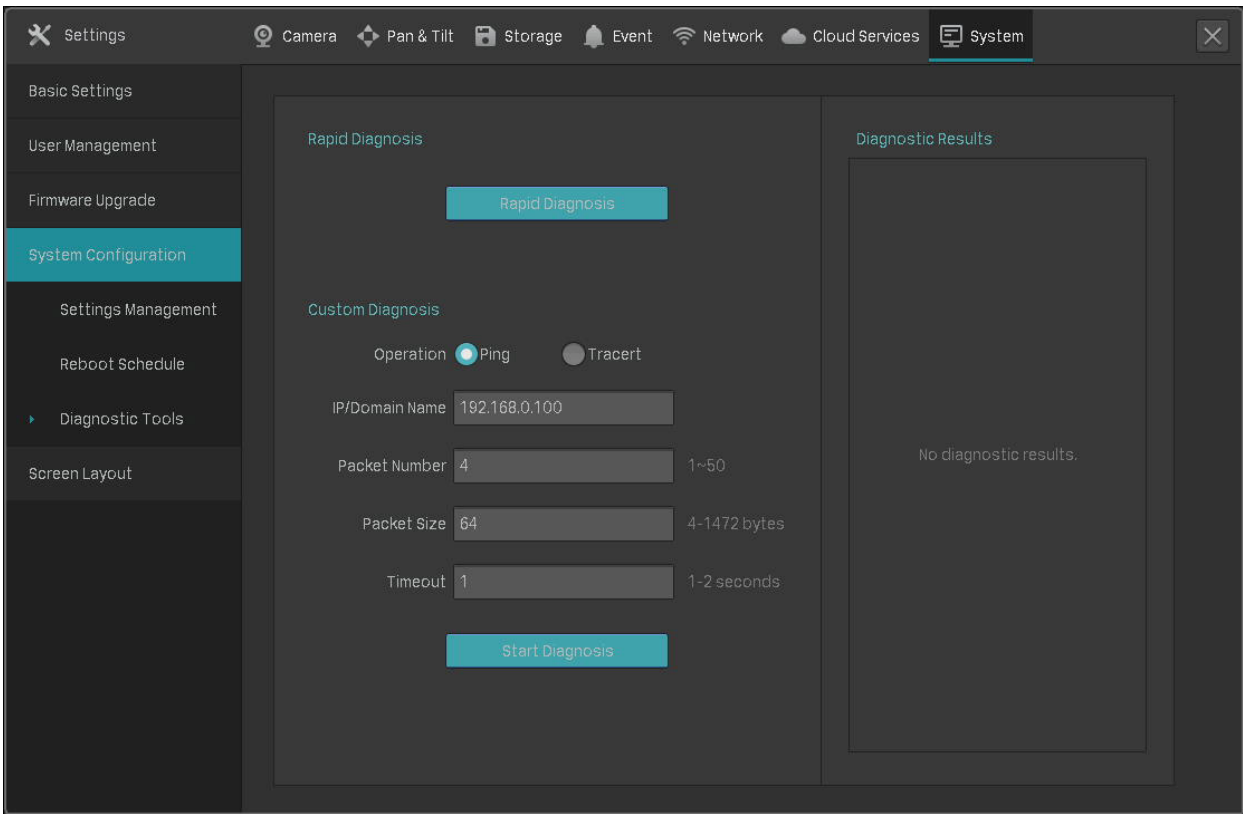 Settings
Camera Pan & Tilt Storage Event Network Cloud Services System
Basic Settings
User Management
Firmware Upgrade
System Configuration
Settings Management
Reboot Schedule
Diagnostic Tools
Screen Layout
Rapid Diagnosis
Rapid Diagnosis
Custom Diagnosis
Operation Ping Tracert
IP/Domain Name 192.168.0.100
Packet Number 4 1~50
Packet Size 64 4-1472 bytes
Timeout 1 1-2 seconds
Start Diagnosis
Diagnostic Results
No diagnostic results.